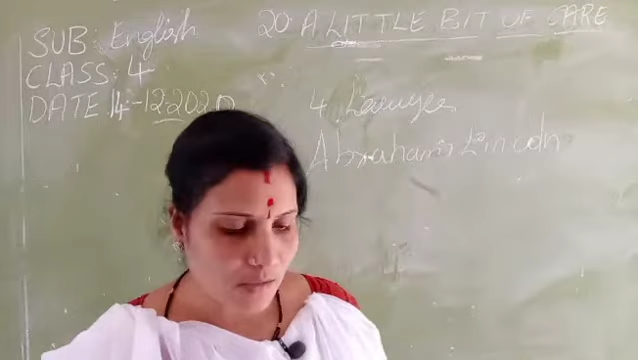 SUB: English
CLASS: 4
DATE 14-12-2020
20 A LITTLE BIT OF CARE
4. Lawyer
Abraham Lincoln